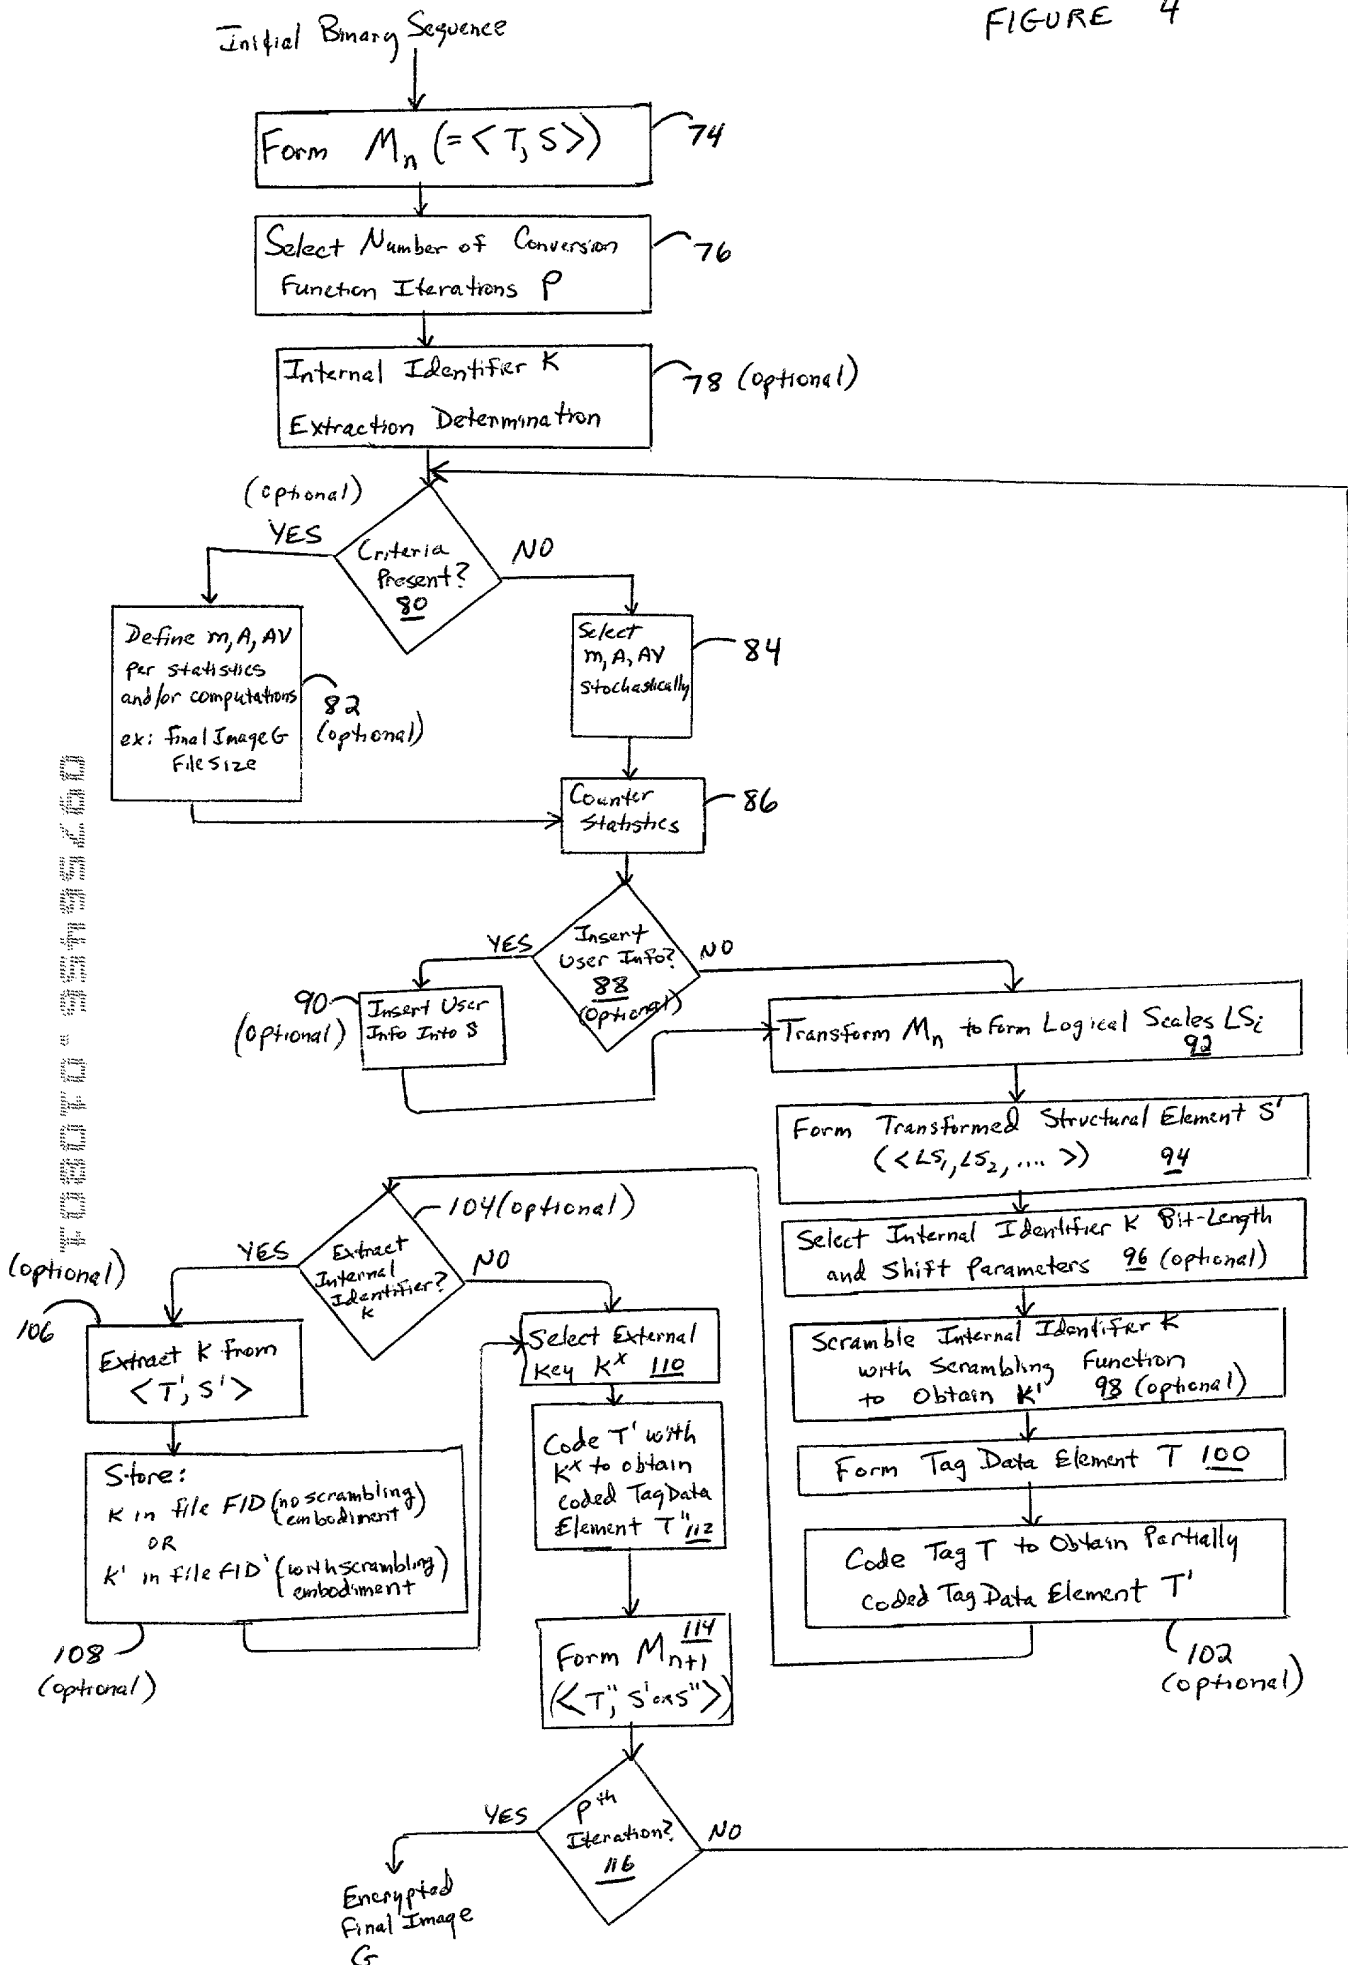 FIGURE 4
Initial Binary Sequence
Form Mn (=<T, S>)
74
Select Number of Conversion
Function Iterations P
76
Internal Identifier K
Extraction Determination
78 (optional)
(optional)
YES
Criteria
Present?
80
NO
Define m, A, AV
per statistics
and/or computations
ex: final Image G
File Size
82
(optional)
Select
m, A, AV
stochastically
84
Counter
Statistics
86
YES
Insert
User Info?
88
(optional)
NO
90
(optional)
Insert User
Info Into S
Transform Mn to form Logical Scales LSi
92
Form Transformed Structural Element S'
(<LS1, LS2, .... >) 94
Select Internal Identifier K Bit-Length
and Shift Parameters 96 (optional)
Scramble Internal Identifier K
with Scrambling Function
to Obtain K' 98 (optional)
Form Tag Data Element T 100
Code Tag T to Obtain Partially
coded Tag Data Element T'
102
(optional)
104 (optional)
YES
Extract
Internal
Identifier?
K
NO
(optional)
106
Extract K from
<T', S'>
Store:
K in file FID (no scrambling
embodiment)
OR
K' in file FID' (with scrambling
embodiment)
108
(optional)
Select External
Key K^x 110
Code T' with
K^x to obtain
coded Tag Data
Element T" 112
114
Form Mn+1
(<T", S' or S">)
YES
Pth
Iteration?
116
NO
Encrypted
Final Image
G